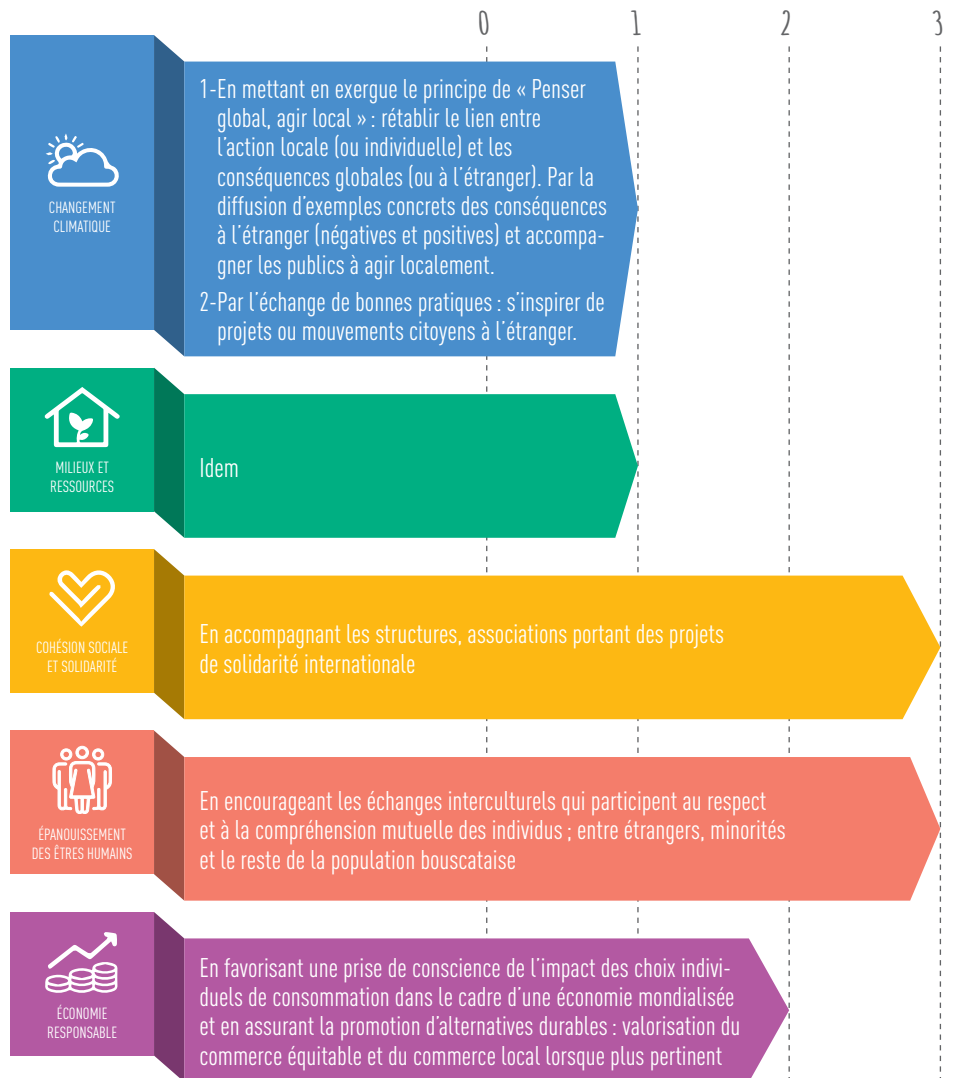 0 1 2 3
CHANGEMENT
CLIMATIQUE
1-En mettant en exergue le principe de « Penser
global, agir local » : rétablir le lien entre
l'action locale (ou individuelle) et les
conséquences globales (ou à l'étranger). Par la
diffusion d'exemples concrets des conséquences
à l'étranger (négatives et positives) et accompa-
gner les publics à agir localement.
2-Par l'échange de bonnes pratiques : s'inspirer de
projets ou mouvements citoyens à l'étranger.
MILIEUX ET
RESSOURCES
Idem
COHÉSION SOCIALE
ET SOLIDARITÉ
En accompagnant les structures, associations portant des projets
de solidarité internationale
ÉPANOUISSEMENT
DES ÊTRES HUMAINS
En encourageant les échanges interculturels qui participent au respect
et à la compréhension mutuelle des individus ; entre étrangers, minorités
et le reste de la population bouscataise
ÉCONOMIE
RESPONSABLE
En favorisant une prise de conscience de l'impact des choix indivi-
duels de consommation dans le cadre d'une économie mondialisée
et en assurant la promotion d'alternatives durables : valorisation du
commerce équitable et du commerce local lorsque plus pertinent